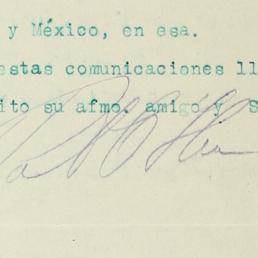 y México, en esa.
estas comunicaciones ll
ito su afmo. amigo y S